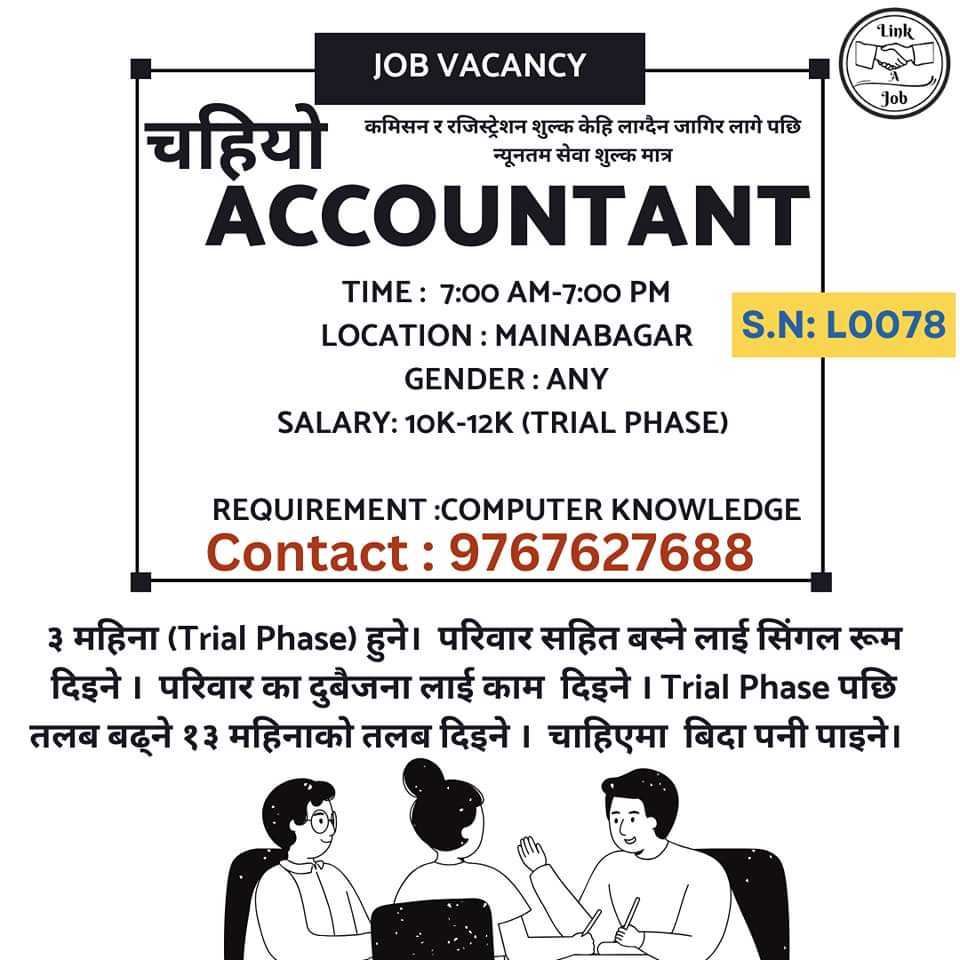 Link
A
Job
JOB VACANCY
चहियो
कमिसन र रजिस्ट्रेशन शुल्क केहि लाग्दैन जागिर लागे पछि
न्यूनतम सेवा शुल्क मात्र
ACCOUNTANT
TIME : 7:00 AM-7:00 PM
LOCATION : MAINABAGAR
S.N: L0078
GENDER : ANY
SALARY: 10K-12K (TRIAL PHASE)
REQUIREMENT :COMPUTER KNOWLEDGE
Contact : 9767627688
३ महिना (Trial Phase) हुने। परिवार सहित बस्ने लाई सिंगल रूम
दिइने । परिवार का दुबैजना लाई काम दिइने । Trial Phase पछि
तलब बढ्ने १३ महिनाको तलब दिइने । चाहिएमा बिदा पनी पाइने।